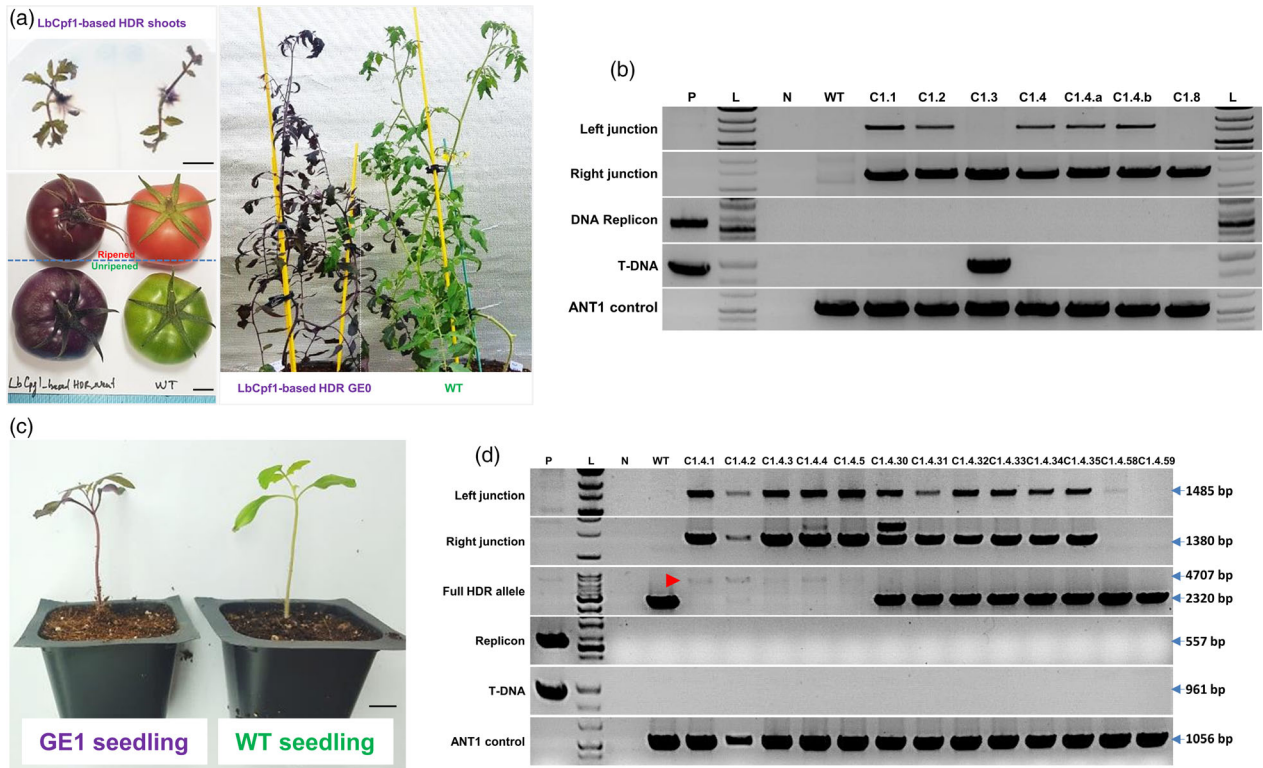 (a)
LbCpf1-based HDR shoots
Ripened
Unripened
LbCpf1-based HDR event WT
LbCpf1-based HDR GE0 WT
(b)
P L N WT C1.1 C1.2 C1.3 C1.4 C1.4.a C1.4.b C1.8 L
Left junction
Right junction
DNA Replicon
T-DNA
ANT1 control
(c)
GE1 seedling WT seedling
(d)
P L N WT C1.4.1 C1.4.2 C1.4.3 C1.4.4 C1.4.5 C1.4.30 C1.4.31 C1.4.32 C1.4.33 C1.4.34 C1.4.35 C1.4.58 C1.4.59
Left junction 1485 bp
Right junction 1380 bp
4707 bp
Full HDR allele
2320 bp
Replicon 557 bp
T-DNA 961 bp
ANT1 control 1056 bp